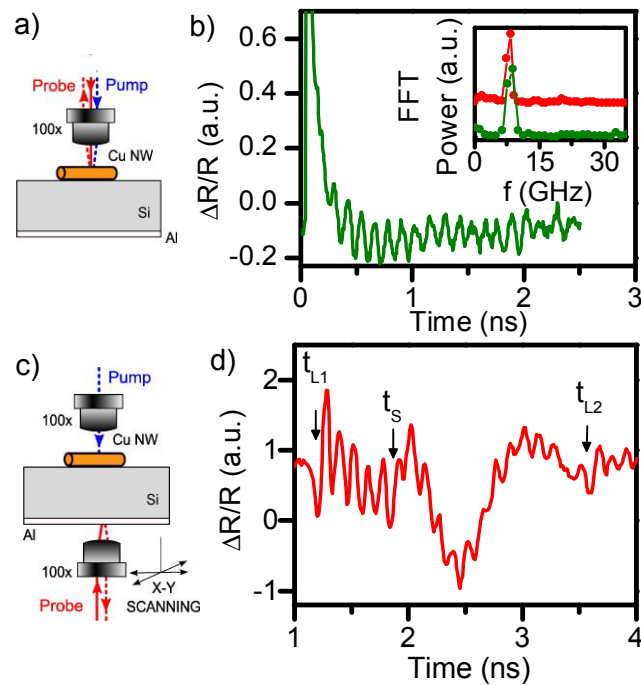 a)
Probe
Pump
100x
Cu NW
Si
Al
b)
ΔR/R (a.u.)
0.6
0.4
0.2
0.0
-0.2
0
1
2
3
Time (ns)
FFT
Power (a.u.)
0
15
30
f (GHz)
c)
Pump
100x
Cu NW
Si
Al
100x
X-Y
SCANNING
Probe
d)
ΔR/R (a.u.)
2
1
0
-1
tL1
tS
tL2
1
2
3
4
Time (ns)